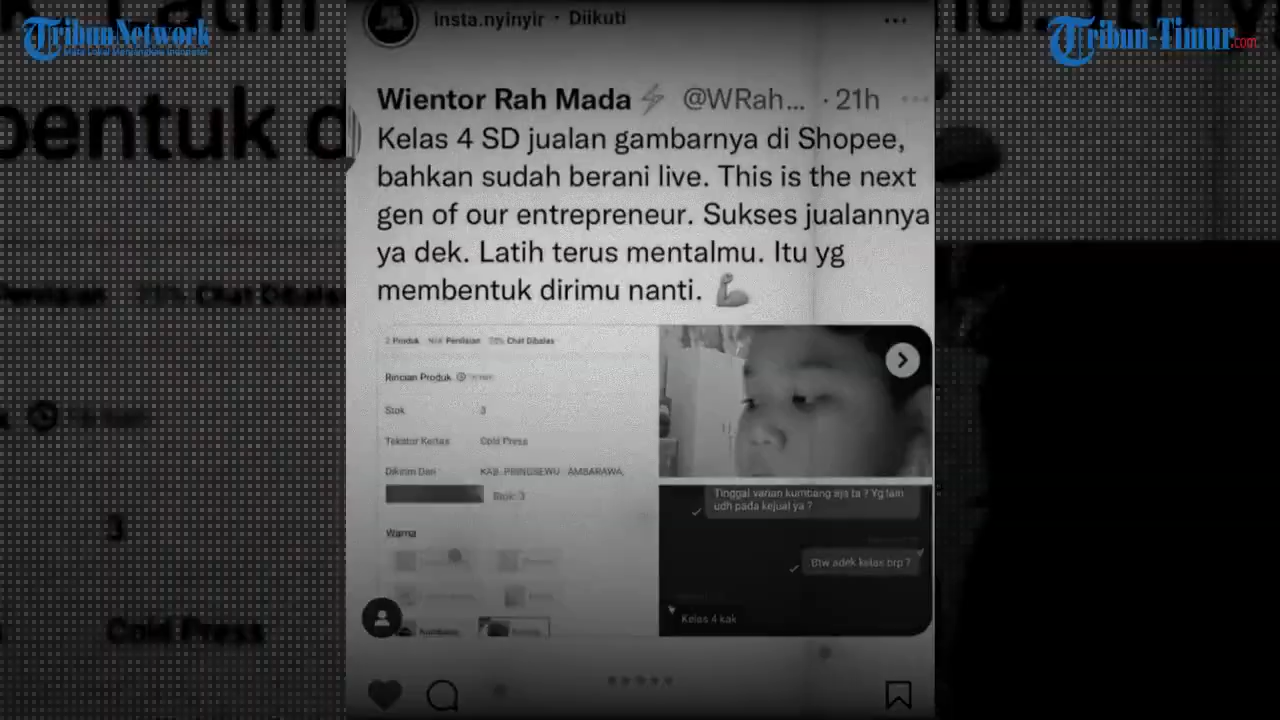 TribunNetwork
Tribun-Timur.com
insta.nyinyir · Diikuti
Wientor Rah Mada⚡ @WRah... · 21h
Kelas 4 SD jualan gambarnya di Shopee,
bahkan sudah berani live. This is the next
gen of our entrepreneur. Sukses jualannya
ya dek. Latih terus mentalmu. Itu yg
membentuk dirimu nanti. 💪
Produk Penilaian Chat Dibalas
Rincian Produk
Stok 3
Tekstur Kertas Cold Press
Dikirim Dari KAB. PRINGSEWU AMBARAWA,
Stok: 3
Warna
Kumbang
Tinggal varian kumbang aja ta ? Yg lain
udh pada kejual ya ?
Btw adek kelas brp ?
Kelas 4 kak
bentuk d
3
Cold Press